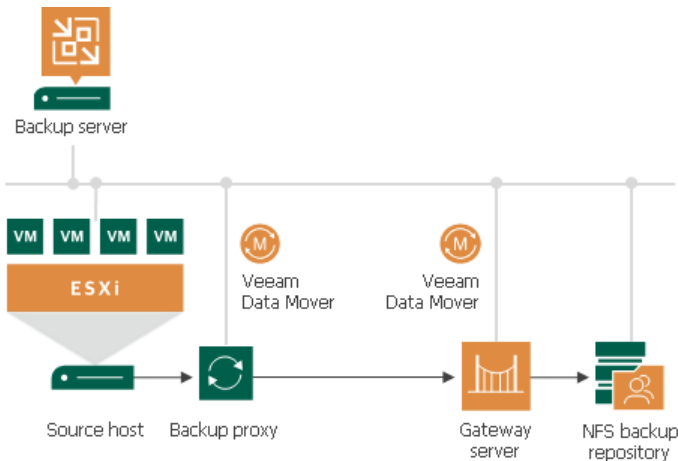 Backup server
VM VM VM VM
ESXi
M
Veeam
Data Mover
M
Veeam
Data Mover
Source host
Backup proxy
Gateway
server
NFS backup
repository